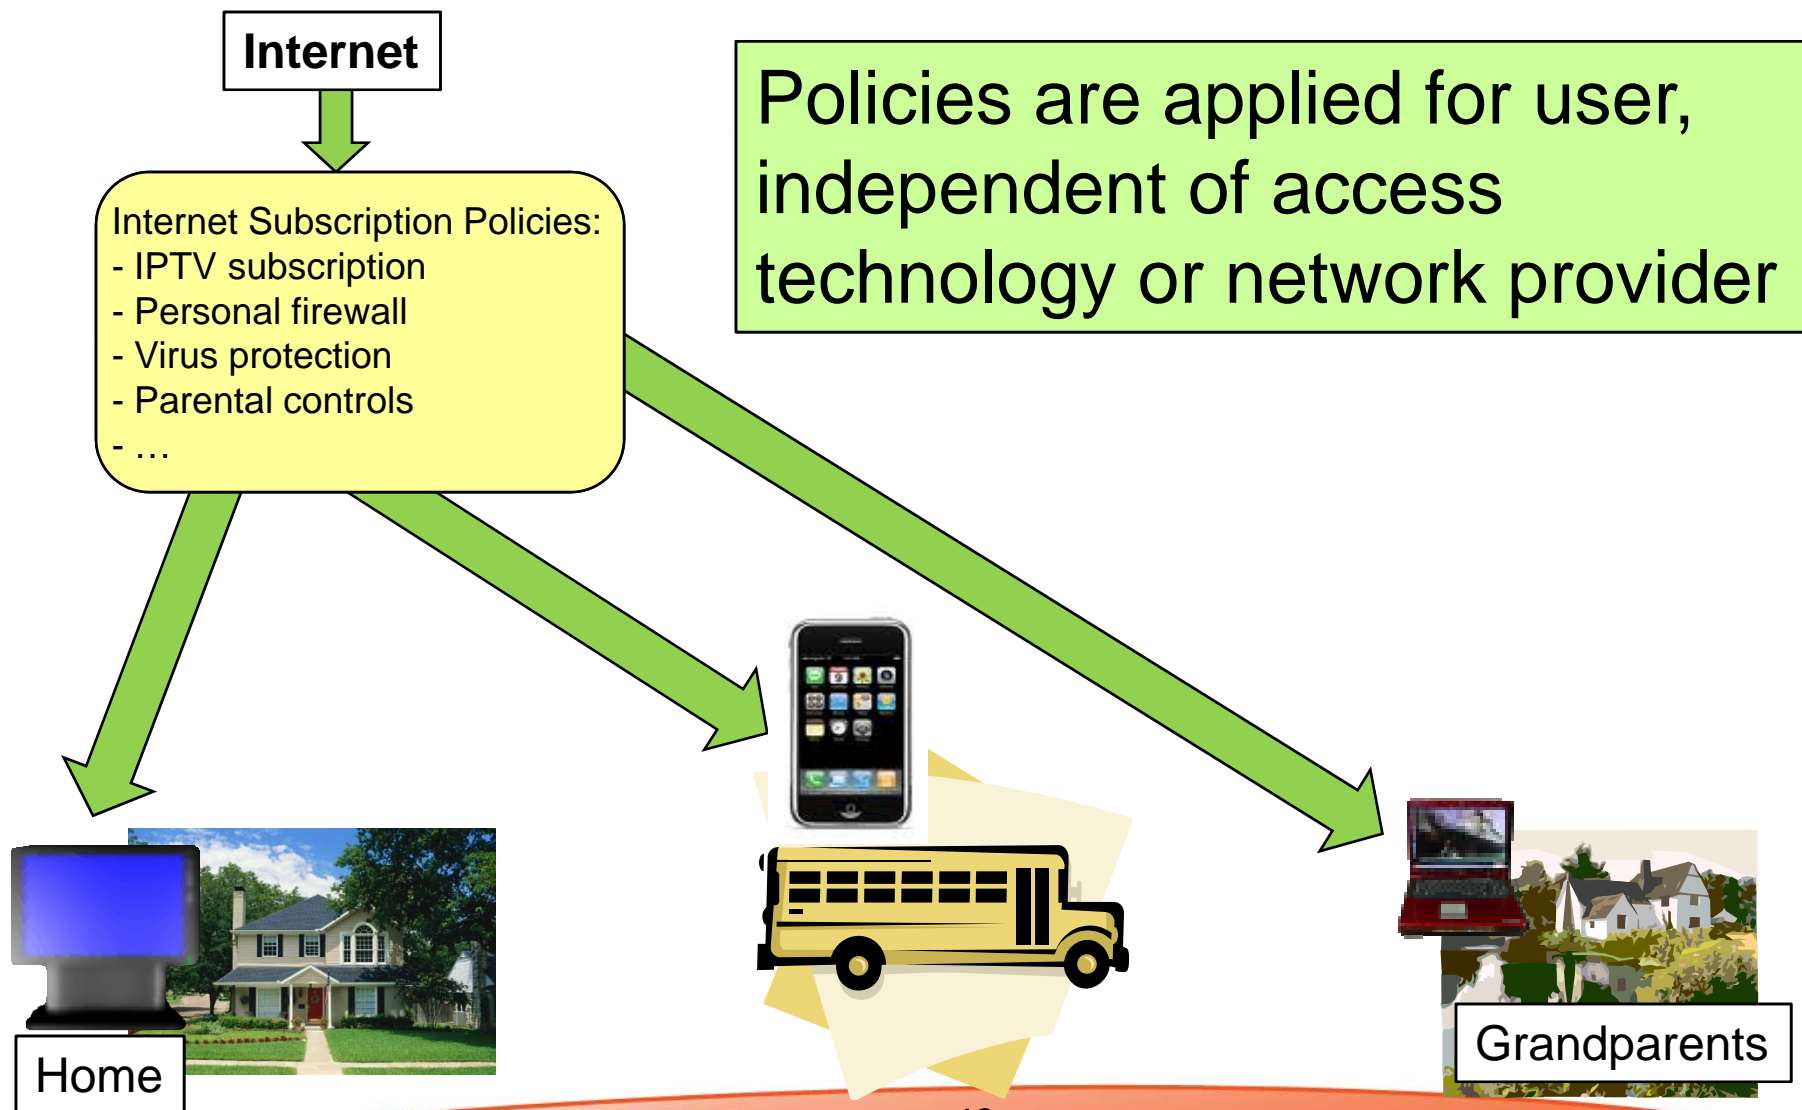 Internet
Policies are applied for user,
independent of access
technology or network provider
Internet Subscription Policies:
- IPTV subscription
- Personal firewall
- Virus protection
- Parental controls
- …
Home
Grandparents